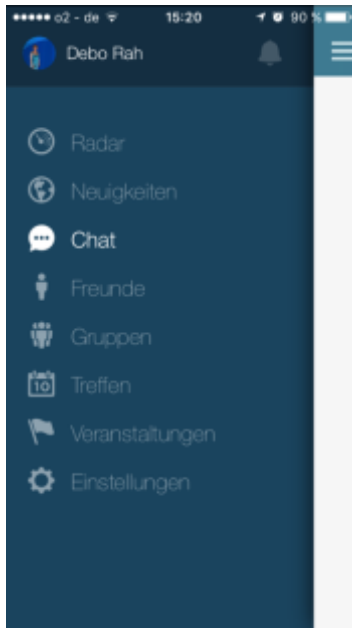 o2 - de 15:20 90 %
Debo Rah
Radar
Neuigkeiten
Chat
Freunde
Gruppen
10 Treffen
Veranstaltungen
Einstellungen